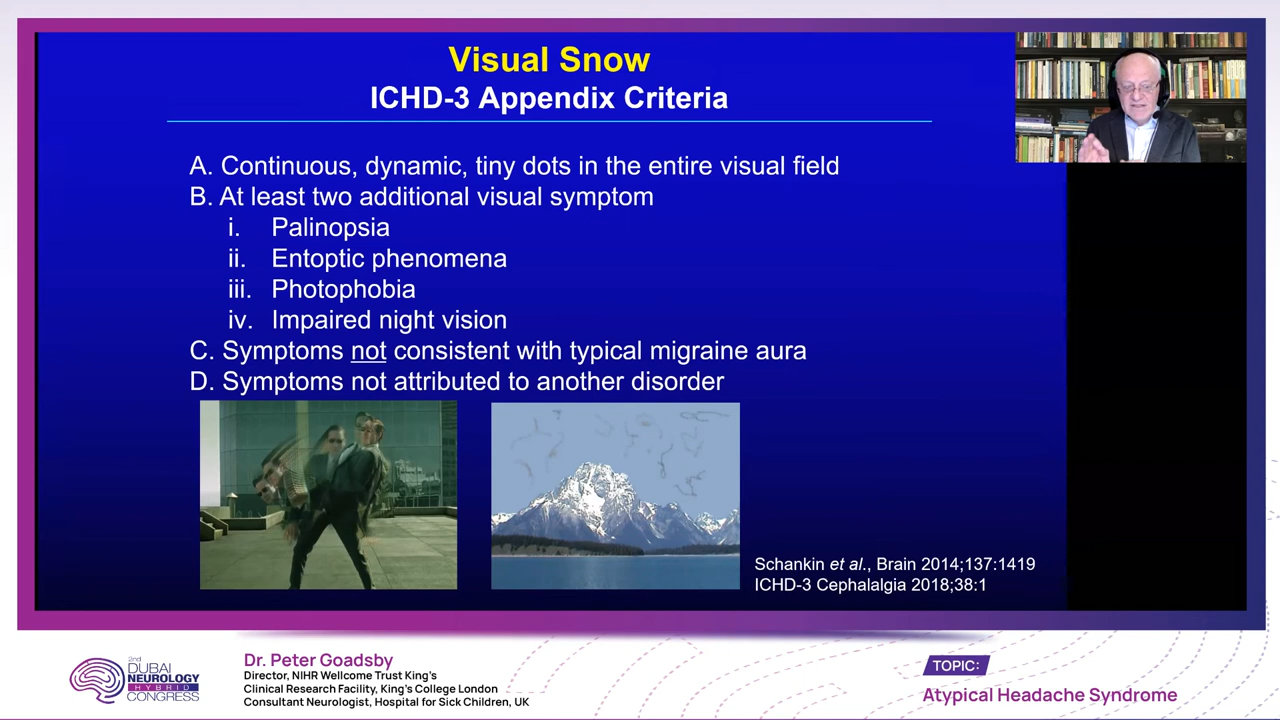 Visual Snow
ICHD-3 Appendix Criteria
A. Continuous, dynamic, tiny dots in the entire visual field
B. At least two additional visual symptom
i. Palinopsia
ii. Entoptic phenomena
iii. Photophobia
iv. Impaired night vision
C. Symptoms not consistent with typical migraine aura
D. Symptoms not attributed to another disorder
Schankin et al., Brain 2014;137:1419
ICHD-3 Cephalalgia 2018;38:1
2nd
DUBAI
NEUROLOGY
HYBRID
CONGRESS
Dr. Peter Goadsby
Director, NIHR Wellcome Trust King's
Clinical Research Facility, King's College London
Consultant Neurologist, Hospital for Sick Children, UK
TOPIC:
Atypical Headache Syndrome